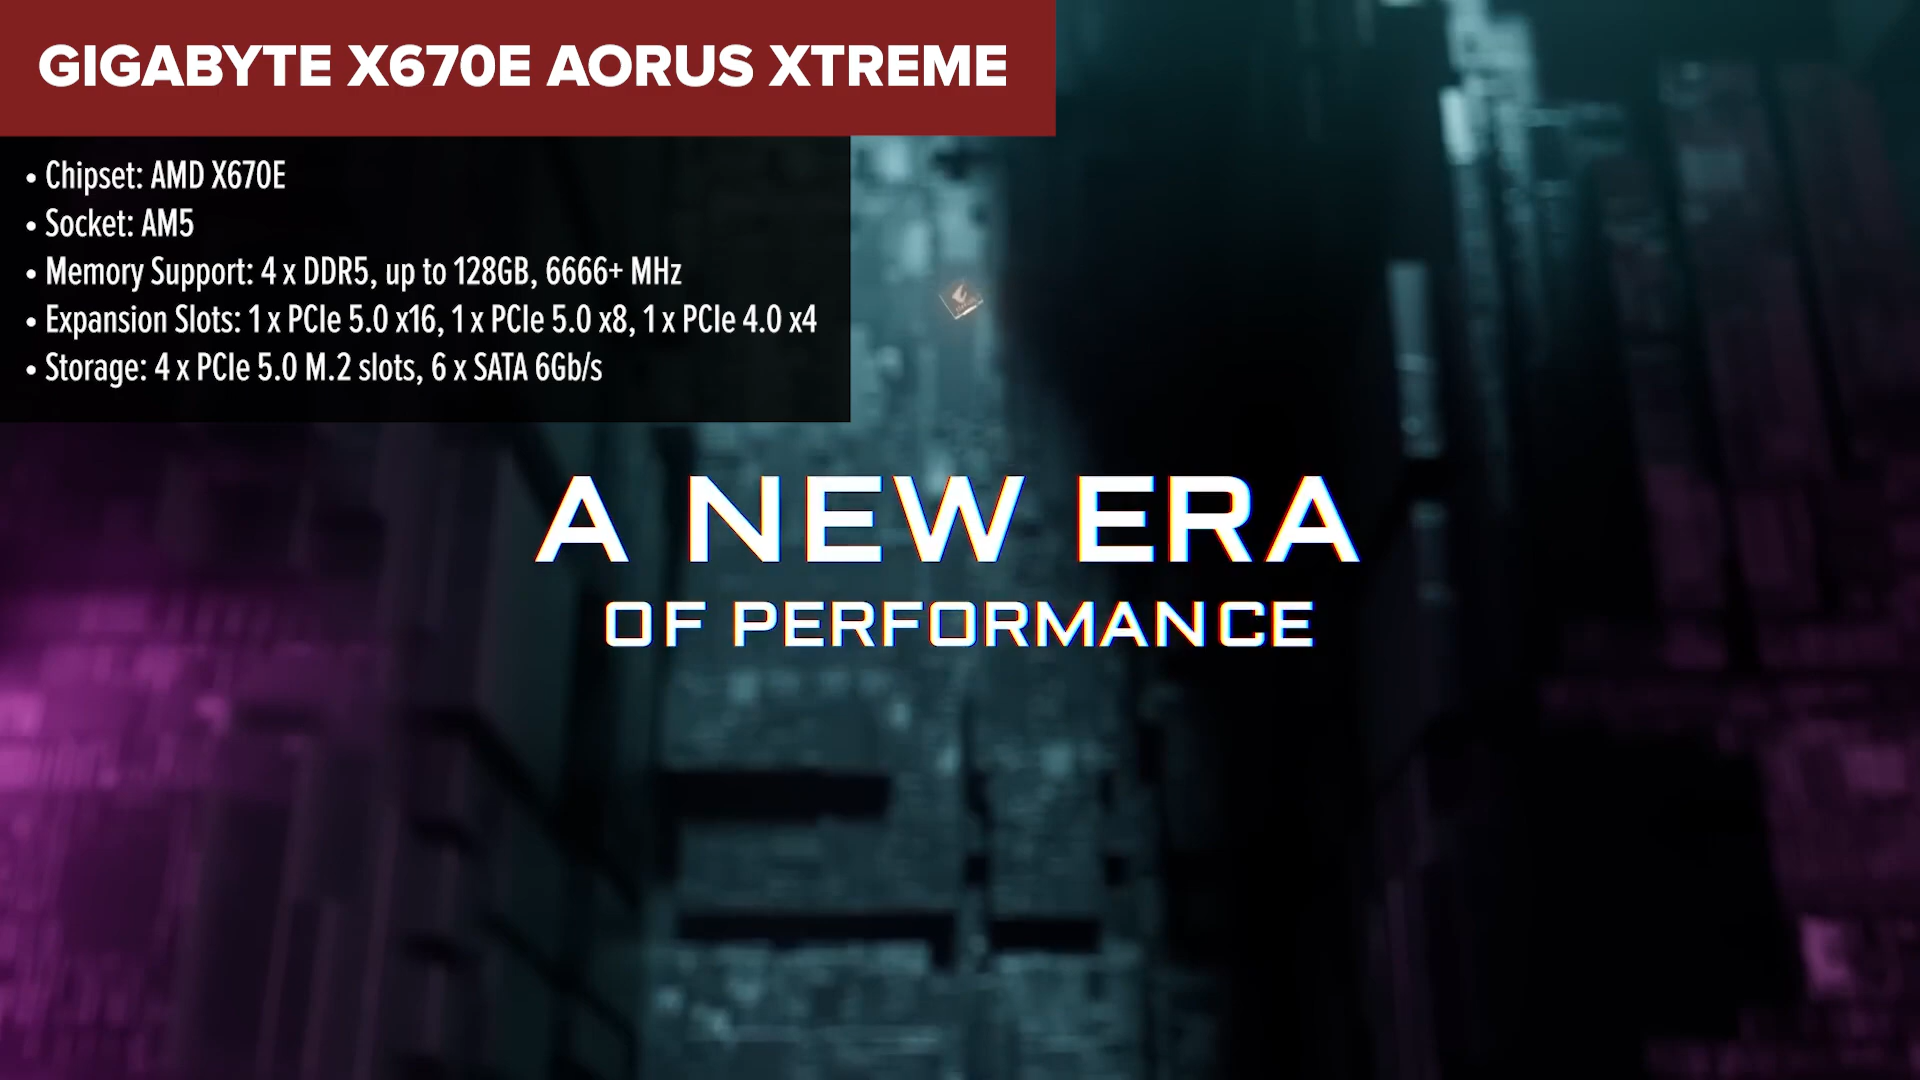 GIGABYTE X670E AORUS XTREME
• Chipset: AMD X670E
• Socket: AM5
• Memory Support: 4 x DDR5, up to 128GB, 6666+ MHz
• Expansion Slots: 1 x PCIe 5.0 x16, 1 x PCIe 5.0 x8, 1 x PCIe 4.0 x4
• Storage: 4 x PCIe 5.0 M.2 slots, 6 x SATA 6Gb/s
A NEW ERA
OF PERFORMANCE